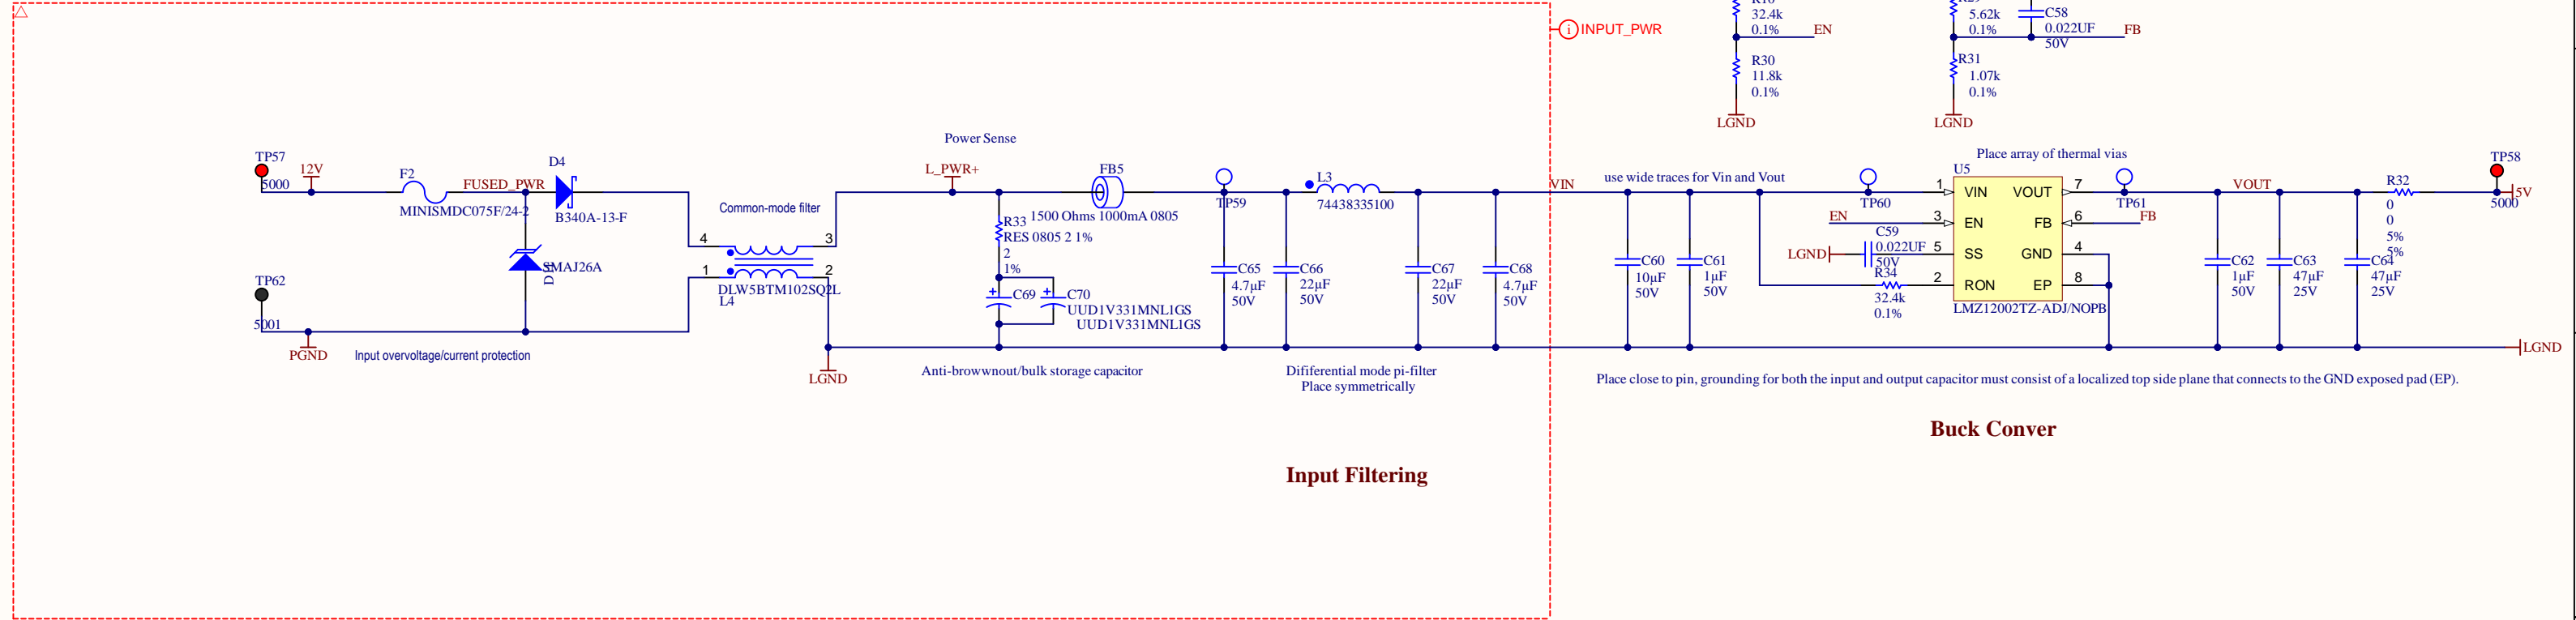 INPUT_PWR
32.4k
0.1%
EN
R30
11.8k
0.1%
LGND
5.62k
0.1%
C58
0.022UF
50V
FB
R31
1.07k
0.1%
LGND
TP57
5000
12V
F2
MINISMDC075F/24-2
FUSED_PWR
D4
B340A-13-F
SMAJ26A
TP62
5001
PGND
Input overvoltage/current protection
Common-mode filter
4
3
1
2
DLW5BTM102SQ2L
L4
LGND
Power Sense
L_PWR+
R33
RES 0805 2 1%
2
1%
C69
C70
UUD1V331MNL1GS
UUD1V331MNL1GS
Anti-browwnout/bulk storage capacitor
FB5
1500 Ohms 1000mA 0805
TP59
L3
74438335100
C65
4.7µF
50V
C66
22µF
50V
C67
22µF
50V
C68
4.7µF
50V
Dififerential mode pi-filter
Place symmetrically
Input Filtering
VIN
use wide traces for Vin and Vout
C60
10µF
50V
C61
1µF
50V
TP60
EN
LGND
C59
0.022UF
50V
R34
32.4k
0.1%
Place array of thermal vias
U5
1 VIN VOUT 7
3 EN FB 6
5 SS GND 4
2 RON EP 8
LMZ12002TZ-ADJ/NOPB
TP61
FB
VOUT
C62
1µF
50V
C63
47µF
25V
C64
47µF
25V
R32
0
0
5%
TP58
5000
5V
LGND
Place close to pin, grounding for both the input and output capacitor must consist of a localized top side plane that connects to the GND exposed pad (EP).
Buck Conver